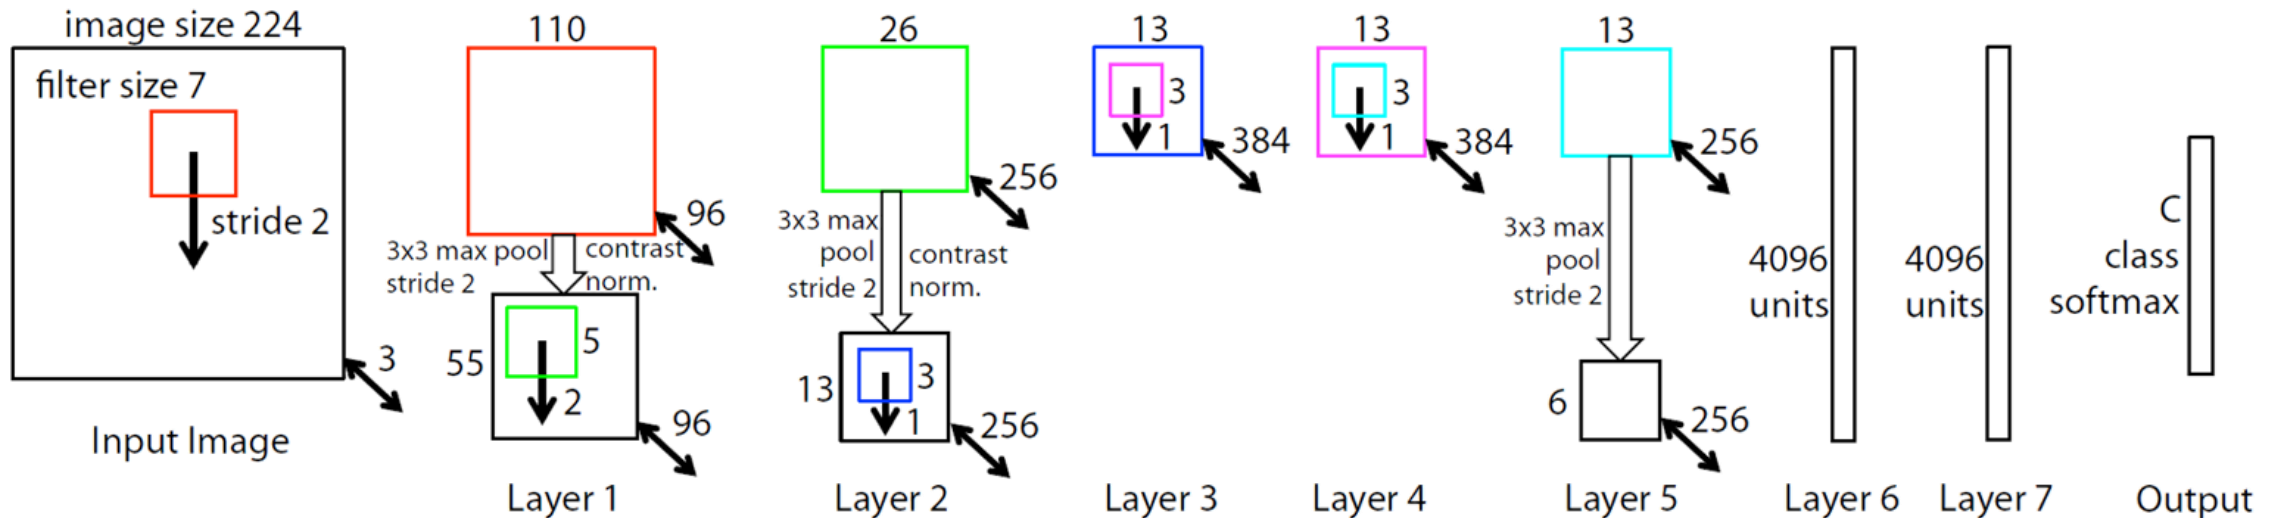 image size 224
filter size 7
stride 2
3
Input Image
110
96
3x3 max pool
stride 2
contrast
norm.
55
5
2
96
Layer 1
26
256
3x3 max
pool
stride 2
contrast
norm.
13
3
1
256
Layer 2
13
3
1
384
Layer 3
13
3
1
384
Layer 4
13
256
3x3 max
pool
stride 2
6
256
Layer 5
4096
units
Layer 6
4096
units
Layer 7
C
class
softmax
Output